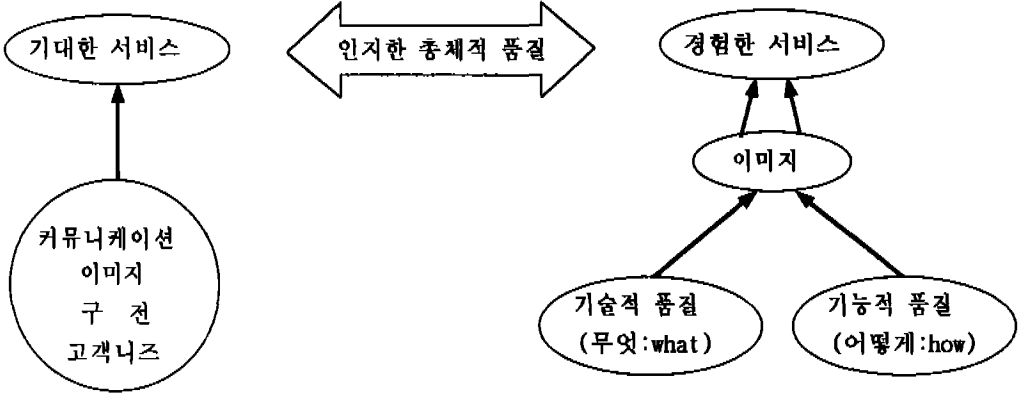 기대한 서비스
인지한 총체적 품질
경험한 서비스
이미지
커뮤니케이션
이미지
구 전
고객니즈
기술적 품질
(무엇:what)
기능적 품질
(어떻게:how)